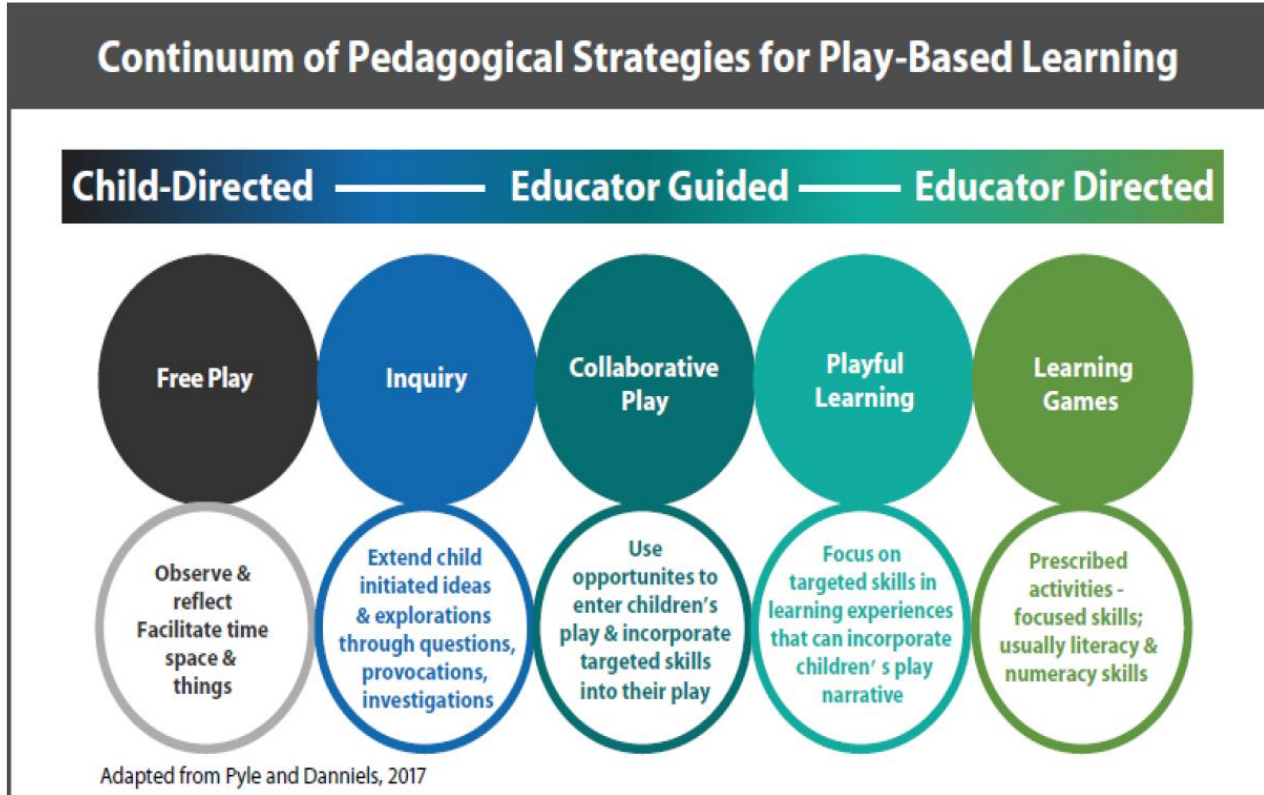 Continuum of Pedagogical Strategies for Play-Based Learning
Child-Directed
Educator Guided
Educator Directed
Free Play
Inquiry
Collaborative
Play
Playful
Learning
Learning
Games
Observe &
reflect
Facilitate time
space &
things
Extend child
initiated ideas
& explorations
through questions,
provocations,
investigations
Use
opportunites to
enter children's
play & incorporate
targeted skills
into their play
Focus on
targeted skills in
learning experiences
that can incorporate
children' s play
narrative
Prescribed
activities -
focused skills;
usually literacy &
numeracy skills
Adapted from Pyle and Danniels, 2017